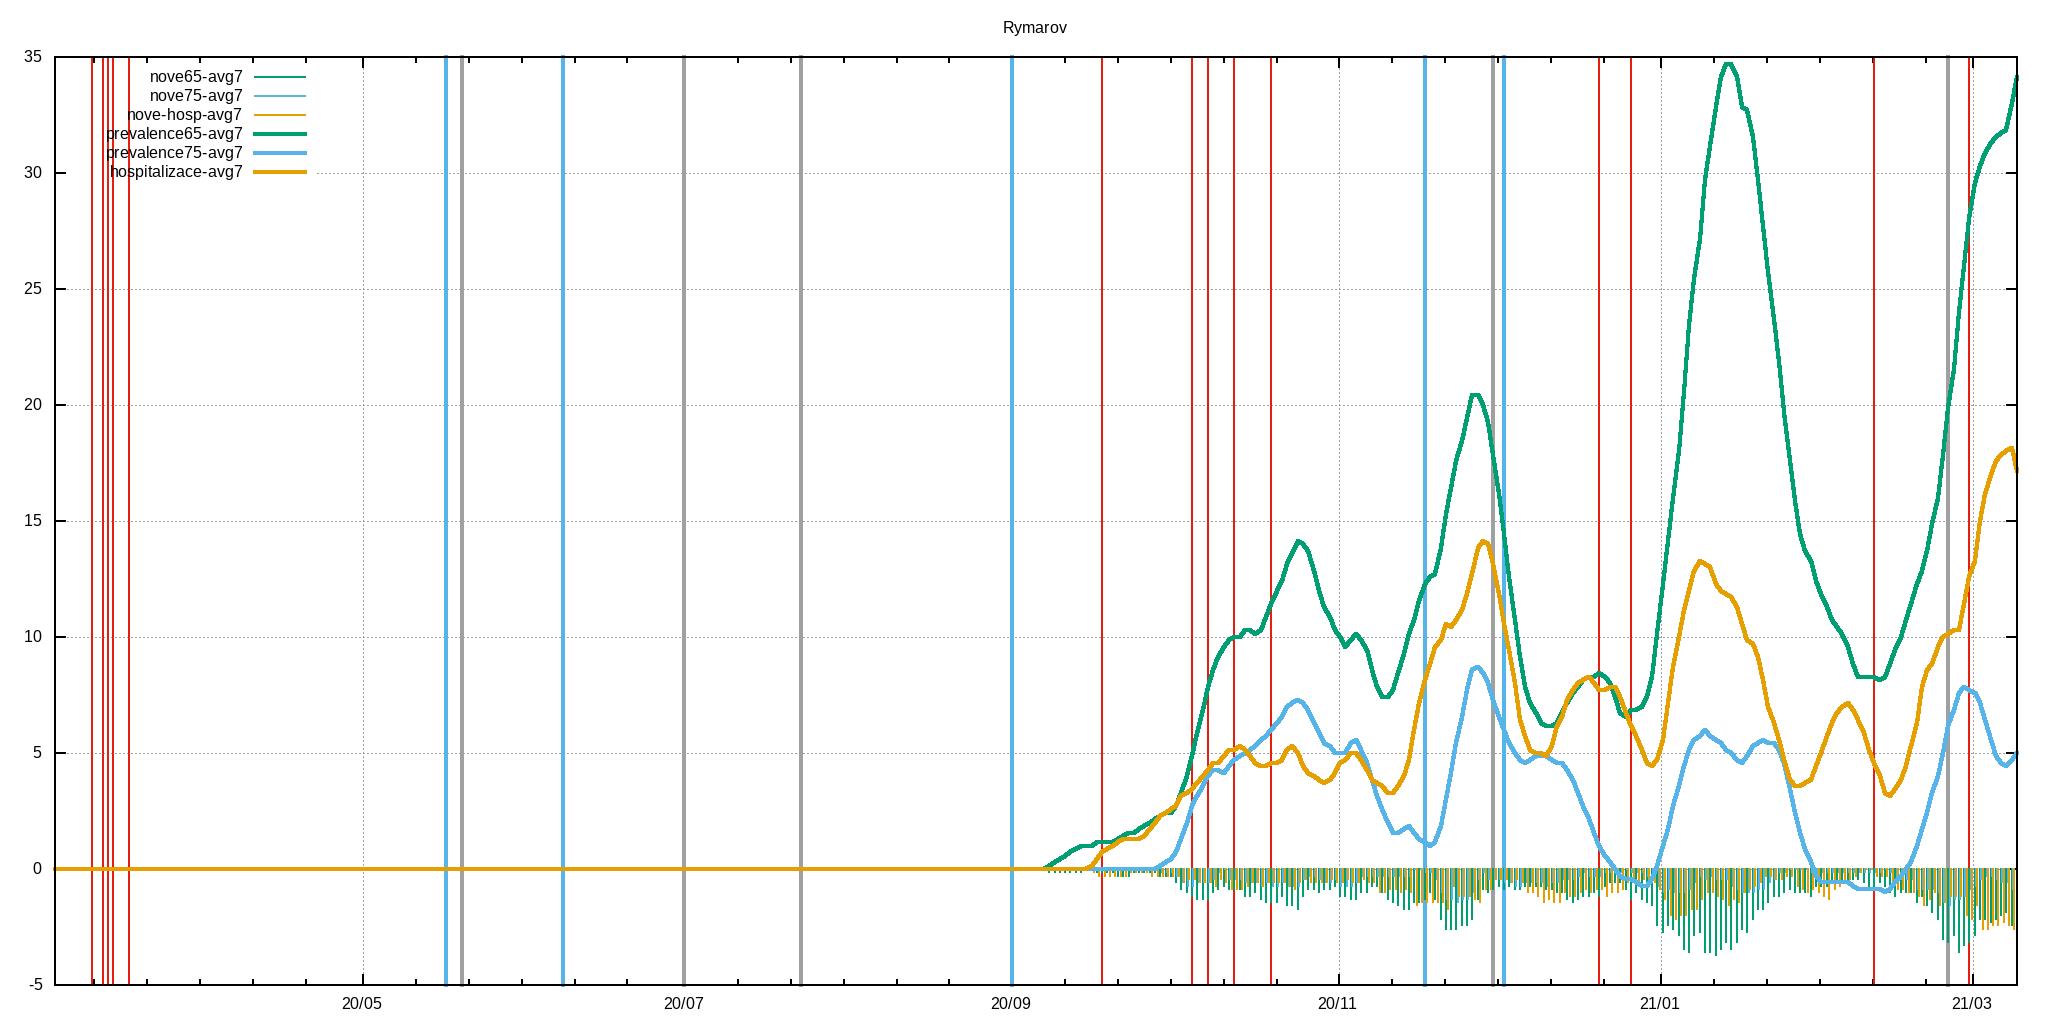 Rymarov
35
30
25
20
15
10
5
0
-5
nove65-avg7
nove75-avg7
nove-hosp-avg7
prevalence65-avg7
prevalence75-avg7
hospitalizace-avg7
20/05 20/07 20/09 20/11 21/01 21/03